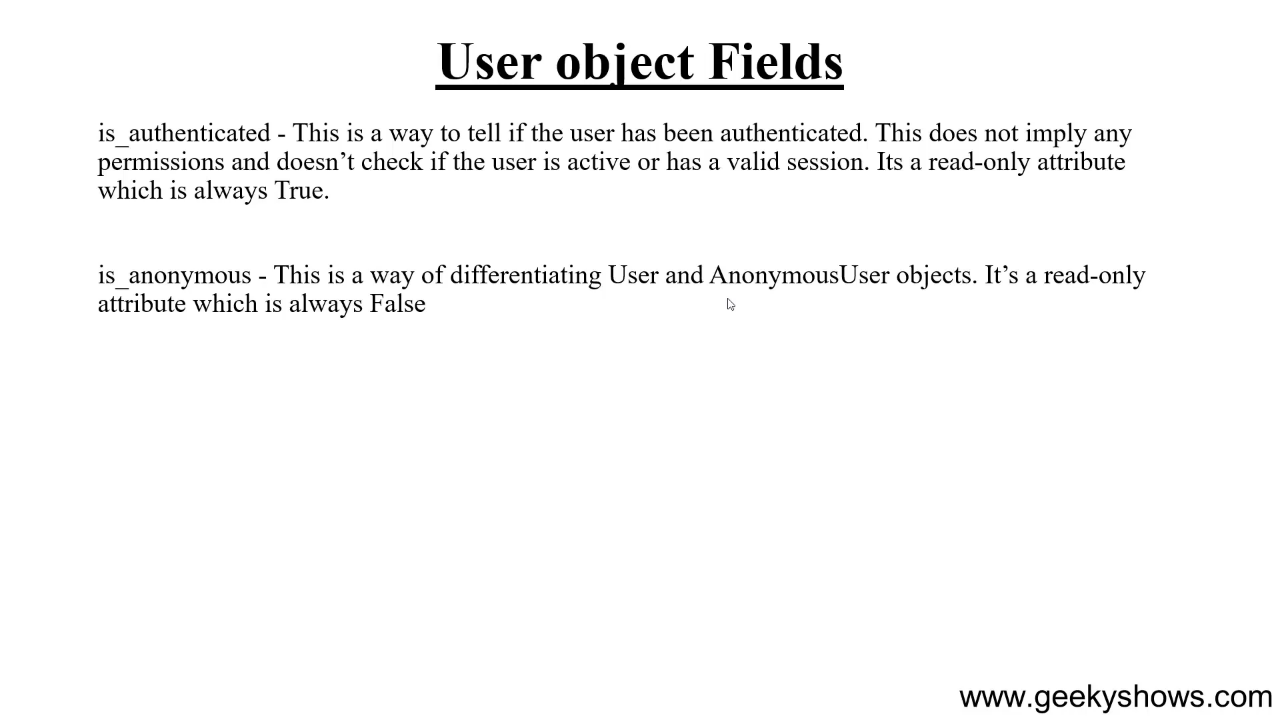 User object Fields
is_authenticated - This is a way to tell if the user has been authenticated. This does not imply any
permissions and doesn’t check if the user is active or has a valid session. Its a read-only attribute
which is always True.
is_anonymous - This is a way of differentiating User and AnonymousUser objects. It’s a read-only
attribute which is always False
www.geekyshows.com